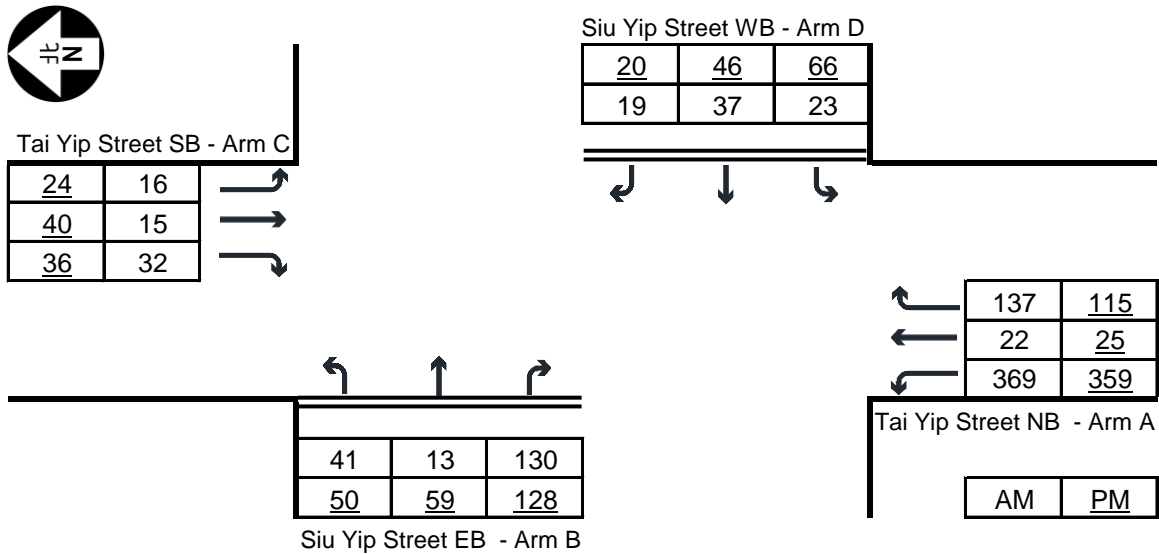 北 N
Siu Yip Street WB - Arm D
20 46 66
19 37 23
Tai Yip Street SB - Arm C
24 16
40 15
36 32
137 115
22 25
369 359
Tai Yip Street NB - Arm A
41 13 130
50 59 128
Siu Yip Street EB - Arm B
AM PM